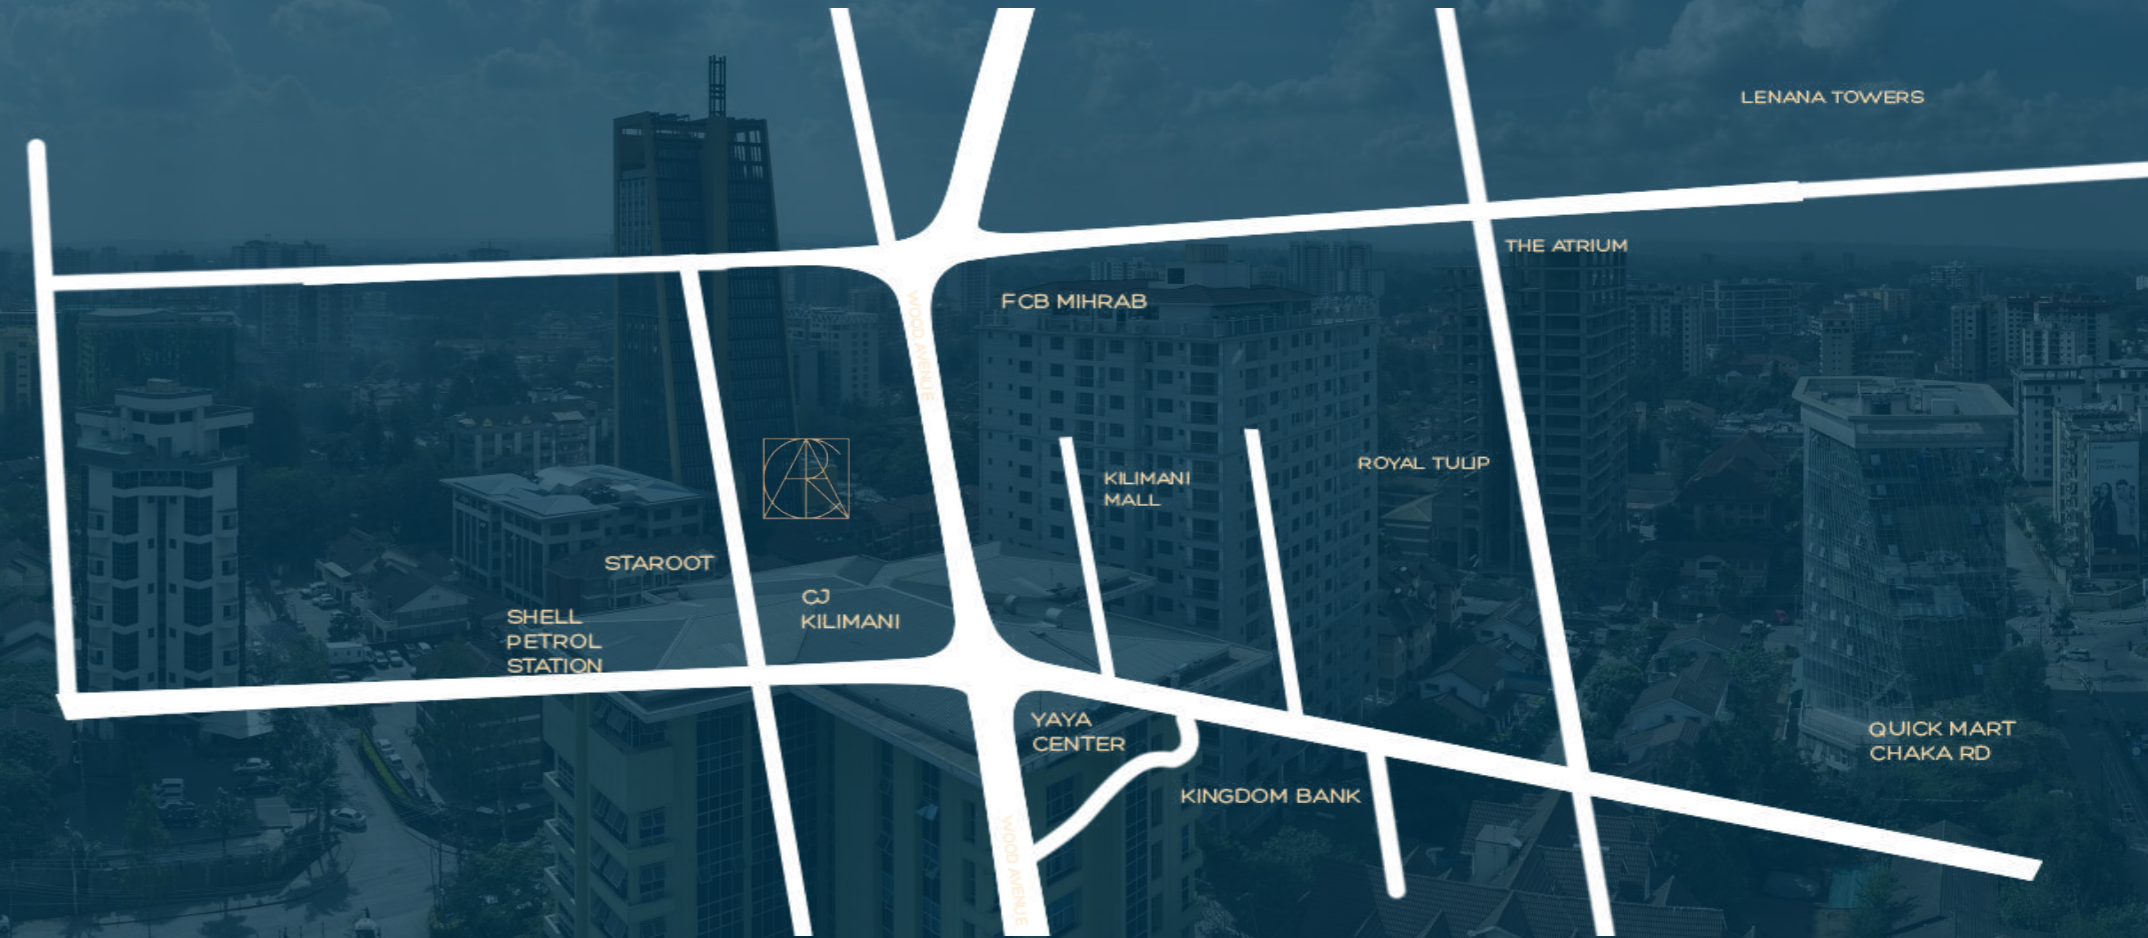 LENANA TOWERS
THE ATRIUM
FCB MIHRAB
WOOD AVENUE
ROYAL TULIP
KILIMANI
MALL
STAROOT
CJ
KILIMANI
SHELL
PETROL
STATION
YAYA
CENTER
QUICK MART
CHAKA RD
KINGDOM BANK
WOOD AVENUE